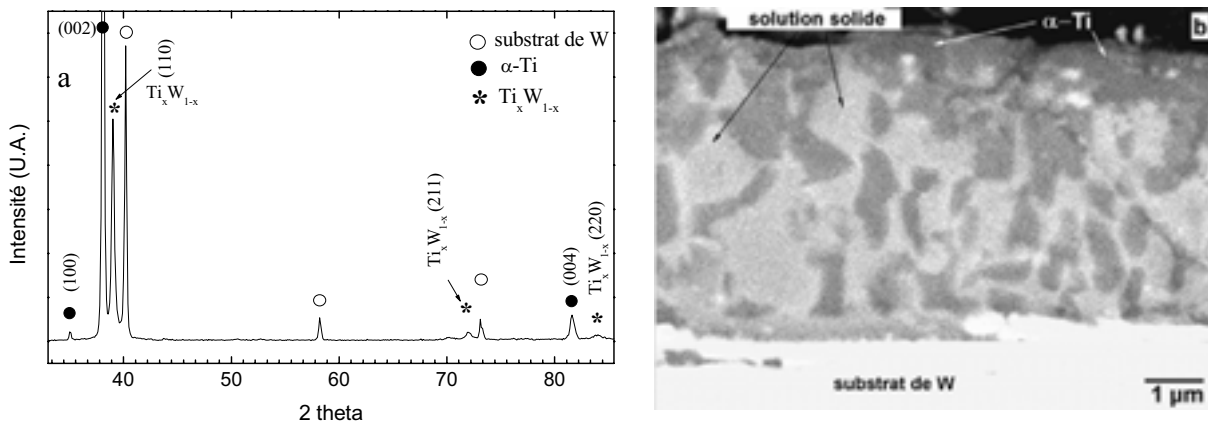 (002)
a
(110)
TiₓW₁₋ₓ
substrat de W
α-Ti
TiₓW₁₋ₓ
Intensité (U.A.)
(100)
TiₓW₁₋ₓ (211)
(004)
TiₓW₁₋ₓ (220)
40 50 60 70 80
2 theta
solution solide
α-Ti
b
substrat de W
1 µm